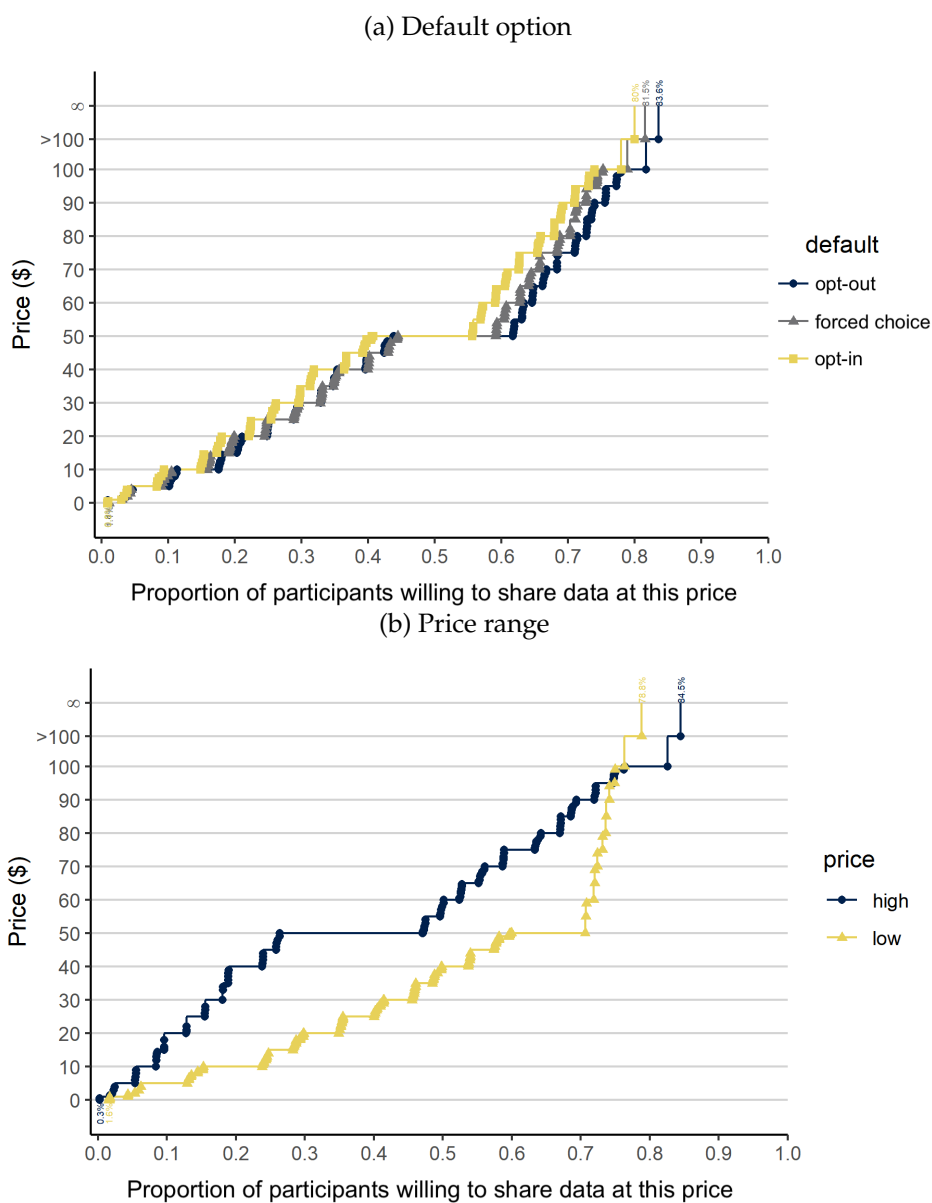 (a) Default option
∞
>100
100
90
80
70
60
50
40
30
20
10
0
Price ($)
80%
81.5%
83.6%
1.1%
0.0 0.1 0.2 0.3 0.4 0.5 0.6 0.7 0.8 0.9 1.0
Proportion of participants willing to share data at this price
default
opt-out
forced choice
opt-in
(b) Price range
∞
>100
100
90
80
70
60
50
40
30
20
10
0
Price ($)
78.8%
84.5%
0.3%
1.6%
0.0 0.1 0.2 0.3 0.4 0.5 0.6 0.7 0.8 0.9 1.0
Proportion of participants willing to share data at this price
price
high
low